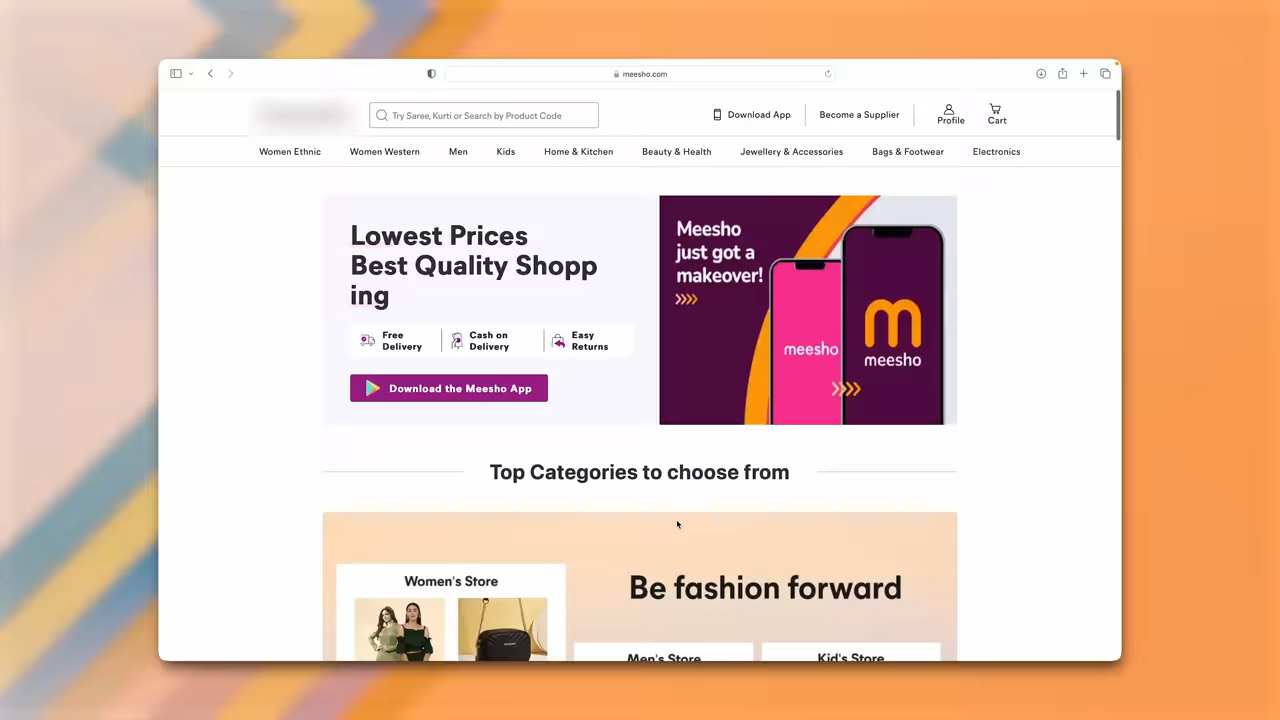 meesho.com
Try Saree, Kurti or Search by Product Code
Download App
Become a Supplier
Profile
Cart
Women Ethnic
Women Western
Men
Kids
Home & Kitchen
Beauty & Health
Jewellery & Accessories
Bags & Footwear
Electronics
Lowest Prices
Best Quality Shopp
ing
Free
Delivery
Cash on
Delivery
Easy
Returns
Download the Meesho App
Meesho
just got a
makeover!
meesho
m
meesho
Top Categories to choose from
Women's Store
Be fashion forward
Men's Store
Kid's Store